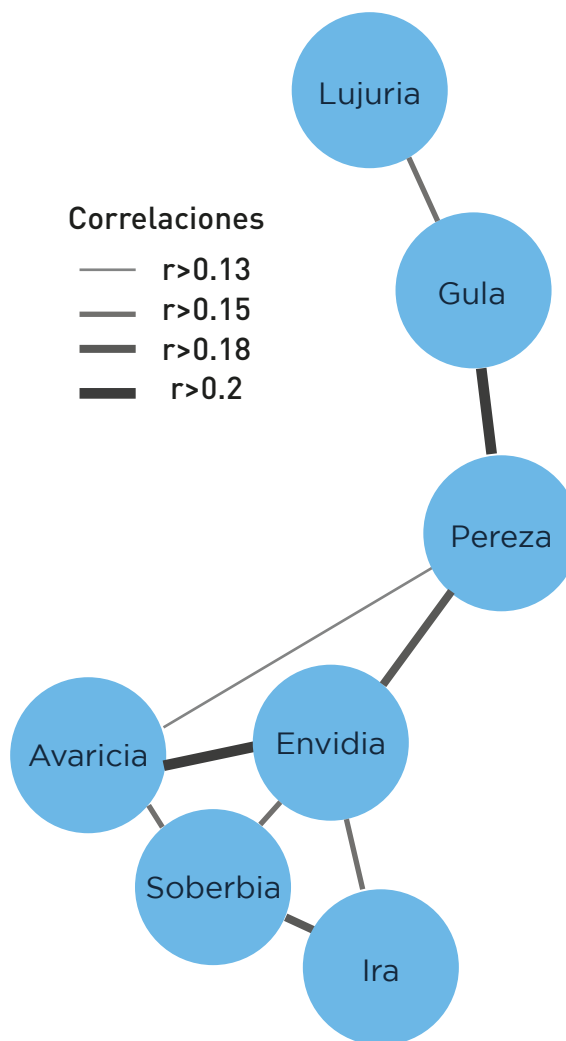 Lujuria
Correlaciones
r>0.13
r>0.15
r>0.18
r>0.2
Gula
Pereza
Envidia
Avaricia
Soberbia
Ira